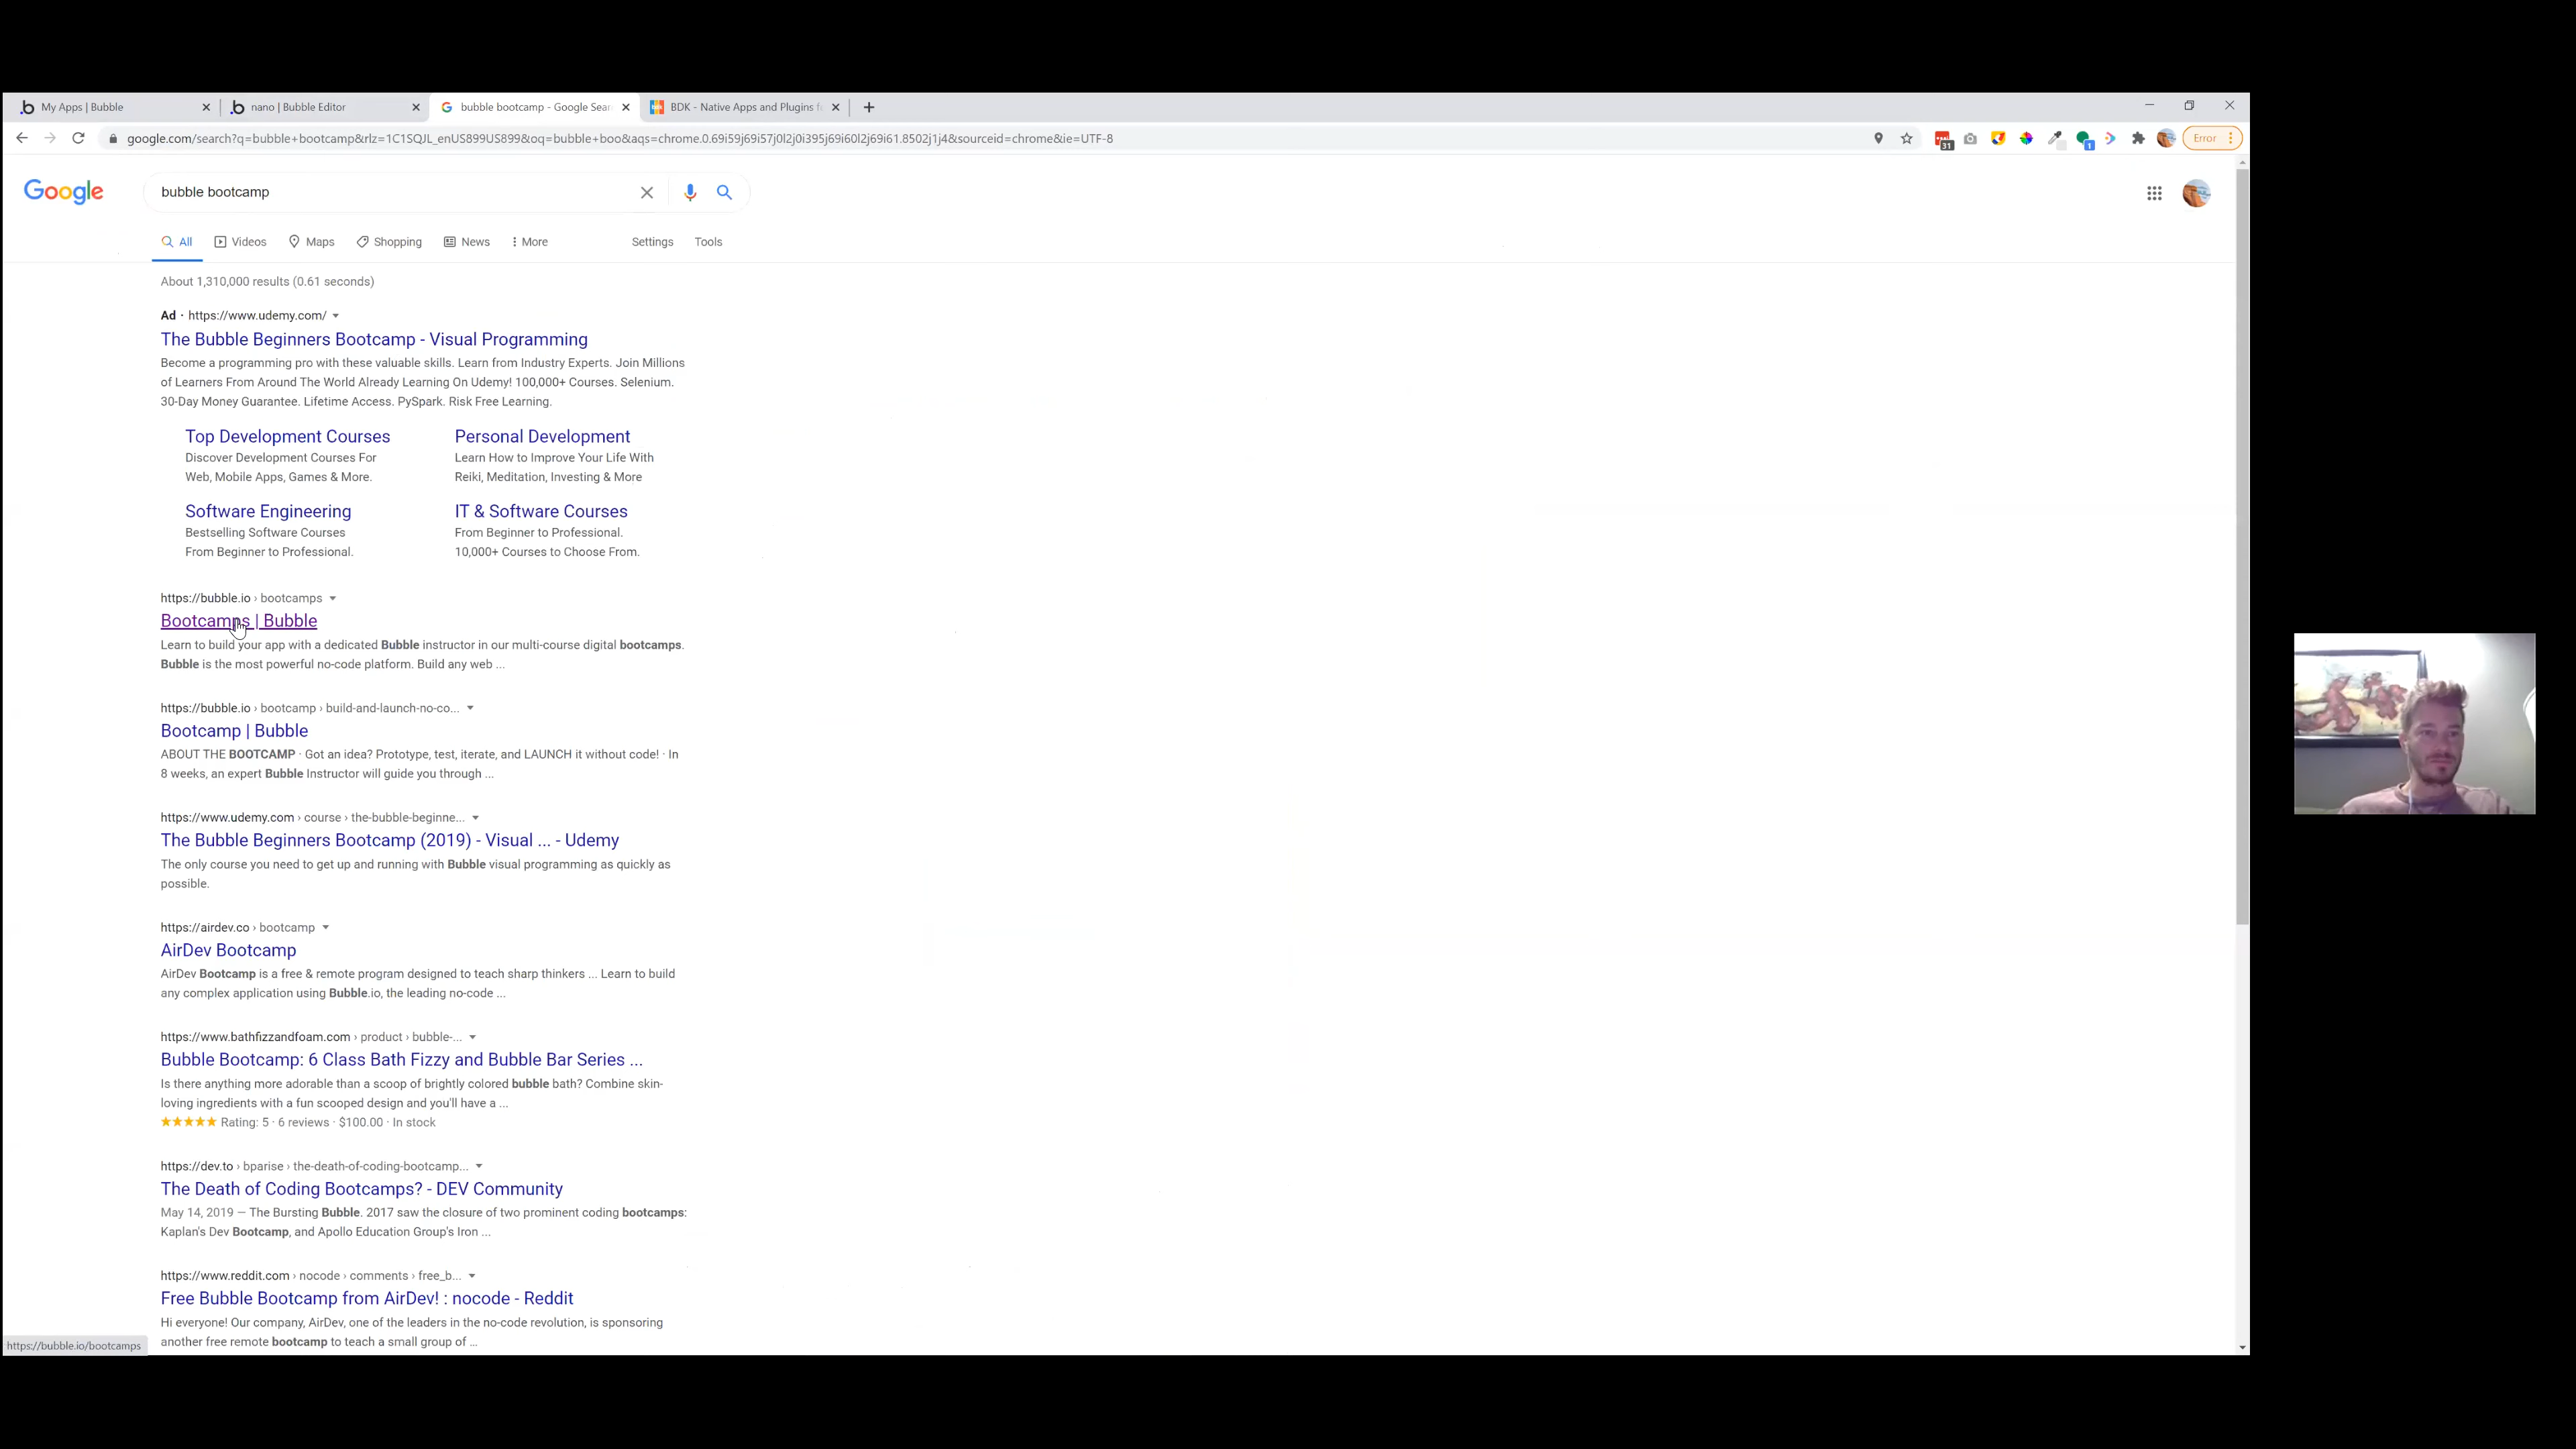 My Apps | Bubble
nano | Bubble Editor
bubble bootcamp - Google Sear
BDK - Native Apps and Plugins f
google.com/search?q=bubble+bootcamp&rlz=1C1SQJL_enUS899US899&oq=bubble+boo&aqs=chrome.0.69i59j69i57j0l2j0i395j69i60l2j69i61.8502j1j4&sourceid=chrome&ie=UTF-8
31
1
Error
Google
bubble bootcamp
All
Videos
Maps
Shopping
News
More
Settings
Tools
About 1,310,000 results (0.61 seconds)
Ad · https://www.udemy.com/
The Bubble Beginners Bootcamp - Visual Programming
Become a programming pro with these valuable skills. Learn from Industry Experts. Join Millions
of Learners From Around The World Already Learning On Udemy! 100,000+ Courses. Selenium.
30-Day Money Guarantee. Lifetime Access. PySpark. Risk Free Learning.
Top Development Courses
Discover Development Courses For
Web, Mobile Apps, Games & More.
Personal Development
Learn How to Improve Your Life With
Reiki, Meditation, Investing & More
Software Engineering
Bestselling Software Courses
From Beginner to Professional.
IT & Software Courses
From Beginner to Professional.
10,000+ Courses to Choose From.
https://bubble.io › bootcamps
Bootcamps | Bubble
Learn to build your app with a dedicated Bubble instructor in our multi-course digital bootcamps.
Bubble is the most powerful no-code platform. Build any web ...
https://bubble.io › bootcamp › build-and-launch-no-co...
Bootcamp | Bubble
ABOUT THE BOOTCAMP · Got an idea? Prototype, test, iterate, and LAUNCH it without code! · In
8 weeks, an expert Bubble Instructor will guide you through ...
https://www.udemy.com › course › the-bubble-beginne...
The Bubble Beginners Bootcamp (2019) - Visual ... - Udemy
The only course you need to get up and running with Bubble visual programming as quickly as
possible.
https://airdev.co › bootcamp
AirDev Bootcamp
AirDev Bootcamp is a free & remote program designed to teach sharp thinkers ... Learn to build
any complex application using Bubble.io, the leading no-code ...
https://www.bathfizzandfoam.com › product › bubble-...
Bubble Bootcamp: 6 Class Bath Fizzy and Bubble Bar Series ...
Is there anything more adorable than a scoop of brightly colored bubble bath? Combine skin-
loving ingredients with a fun scooped design and you'll have a ...
★★★★★ Rating: 5 · 6 reviews · $100.00 · In stock
https://dev.to › bparise › the-death-of-coding-bootcamp...
The Death of Coding Bootcamps? - DEV Community
May 14, 2019 — The Bursting Bubble. 2017 saw the closure of two prominent coding bootcamps:
Kaplan's Dev Bootcamp, and Apollo Education Group's Iron ...
https://www.reddit.com › nocode › comments › free_b...
Free Bubble Bootcamp from AirDev! : nocode - Reddit
Hi everyone! Our company, AirDev, one of the leaders in the no-code revolution, is sponsoring
another free remote bootcamp to teach a small group of ...
https://bubble.io/bootcamps